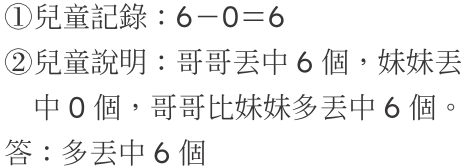 ①兒童記錄：6－0＝6
②兒童說明：哥哥丟中 6 個，妹妹丟
中 0 個，哥哥比妹妹多丟中 6 個。
答：多丟中 6 個